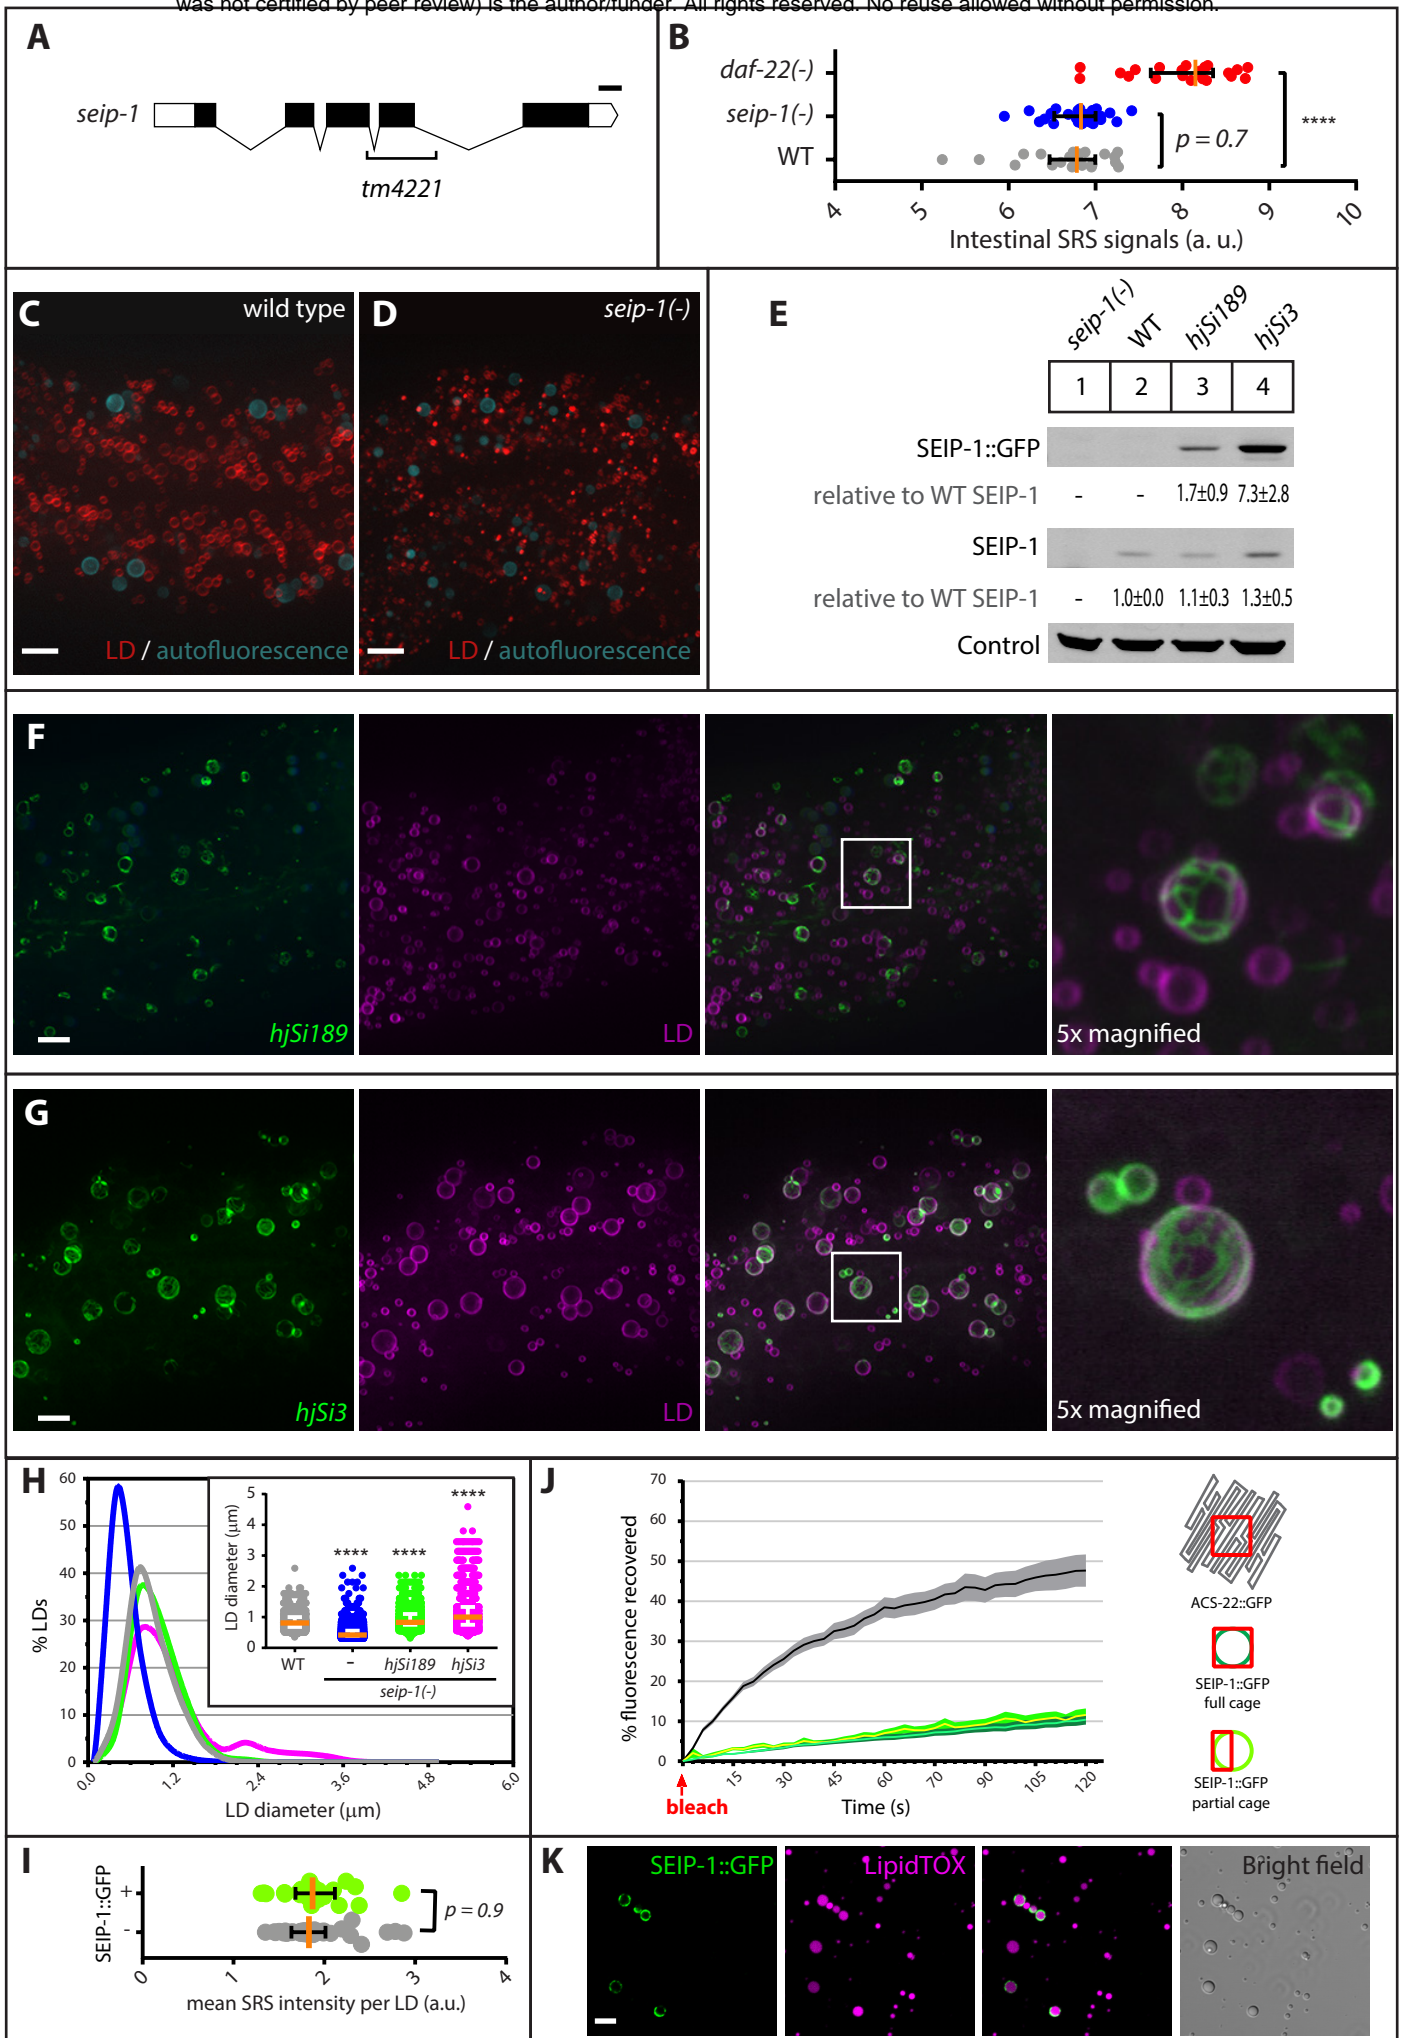 was not certified by peer review) is the author/funder. All rights reserved. No reuse allowed without permission.
A
seip-1
tm4221
B
daf-22(-)
seip-1(-)
WT
p = 0.7
****
4 5 6 7 8 9 10
Intestinal SRS signals (a. u.)
C
wild type
LD / autofluorescence
D
seip-1(-)
LD / autofluorescence
E
seip-1(-) WT hjSi189 hjSi3
1 2 3 4
SEIP-1::GFP
relative to WT SEIP-1 - - 1.7±0.9 7.3±2.8
SEIP-1
relative to WT SEIP-1 - 1.0±0.0 1.1±0.3 1.3±0.5
Control
F
hjSi189
LD
5x magnified
G
hjSi3
LD
5x magnified
H
60
50
40
30
20
10
0
% LDs
0.0 1.2 2.4 3.6 4.8 6.0
LD diameter (μm)
5
4
3
2
1
0
LD diameter (μm)
**** **** ****
WT - hjSi189 hjSi3
seip-1(-)
J
70
60
50
40
30
20
10
0
% fluorescence recovered
15 30 45 60 70 90 105 120
bleach
Time (s)
ACS-22::GFP
SEIP-1::GFP
full cage
SEIP-1::GFP
partial cage
I
SEIP-1::GFP
+
-
p = 0.9
0 1 2 3 4
mean SRS intensity per LD (a.u.)
K
SEIP-1::GFP
LipidTOX
Bright field